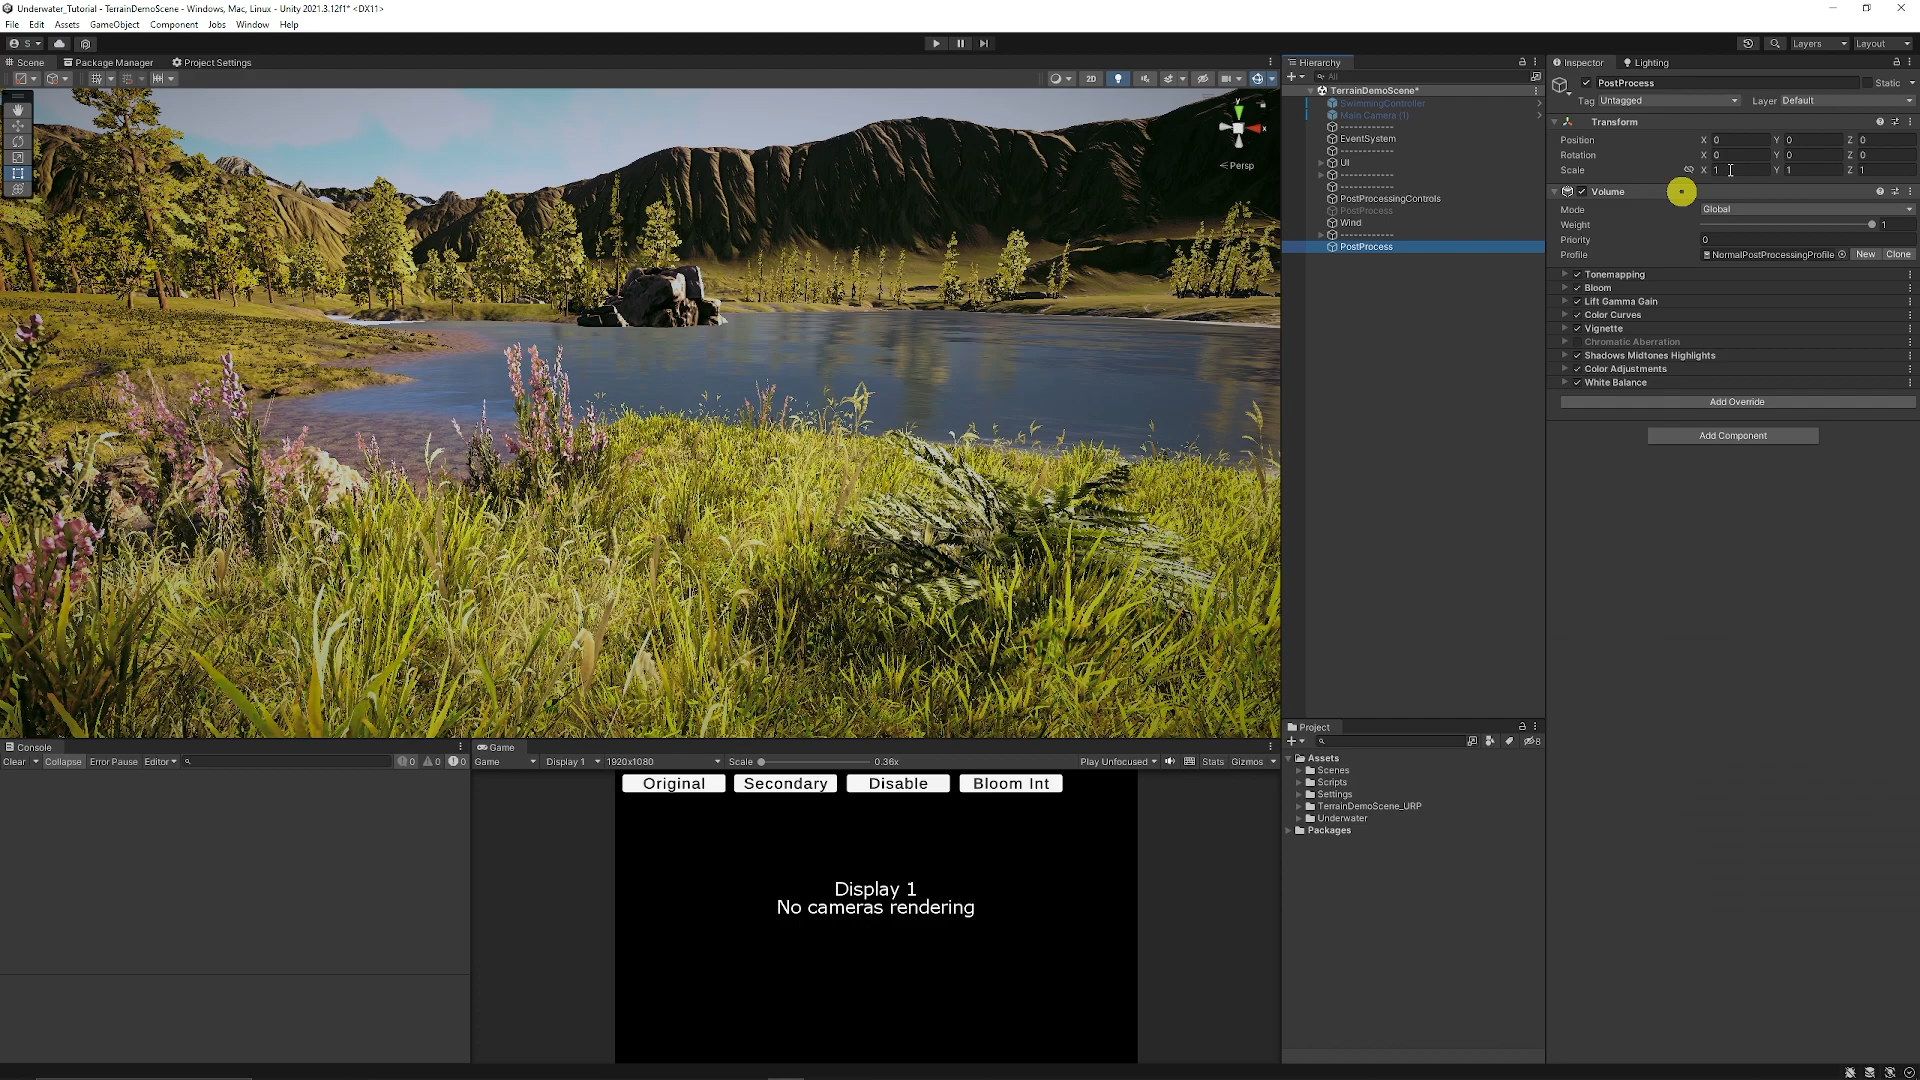 Underwater_Tutorial - TerrainDemoScene - Windows, Mac, Linux - Unity 2021.3.12f1* <DX11>
File Edit Assets GameObject Component Jobs Window Help
S
Layers Layout
Scene Package Manager Project Settings
2D
y
x
Persp
Hierarchy
All
TerrainDemoScene*
SwimmingController
Main Camera (1)
------------
EventSystem
------------
UI
------------
------------
PostProcessingControls
PostProcess
Wind
------------
PostProcess
Inspector Lighting
PostProcess Static
Tag Untagged Layer Default
Transform
Position X 0 Y 0 Z 0
Rotation X 0 Y 0 Z 0
Scale X 1 Y 1 Z 1
Volume
Mode Global
Weight 1
Priority 0
Profile NormalPostProcessingProfile New Clone
Tonemapping
Bloom
Lift Gamma Gain
Color Curves
Vignette
Chromatic Aberration
Shadows Midtones Highlights
Color Adjustments
White Balance
Add Override
Add Component
Console
Clear Collapse Error Pause Editor 0 0 0
Game
Game Display 1 1920x1080 Scale 0.36x Play Unfocused Stats Gizmos
Original Secondary Disable Bloom Int
Display 1
No cameras rendering
Project
8
Assets
Scenes
Scripts
Settings
TerrainDemoScene_URP
Underwater
Packages